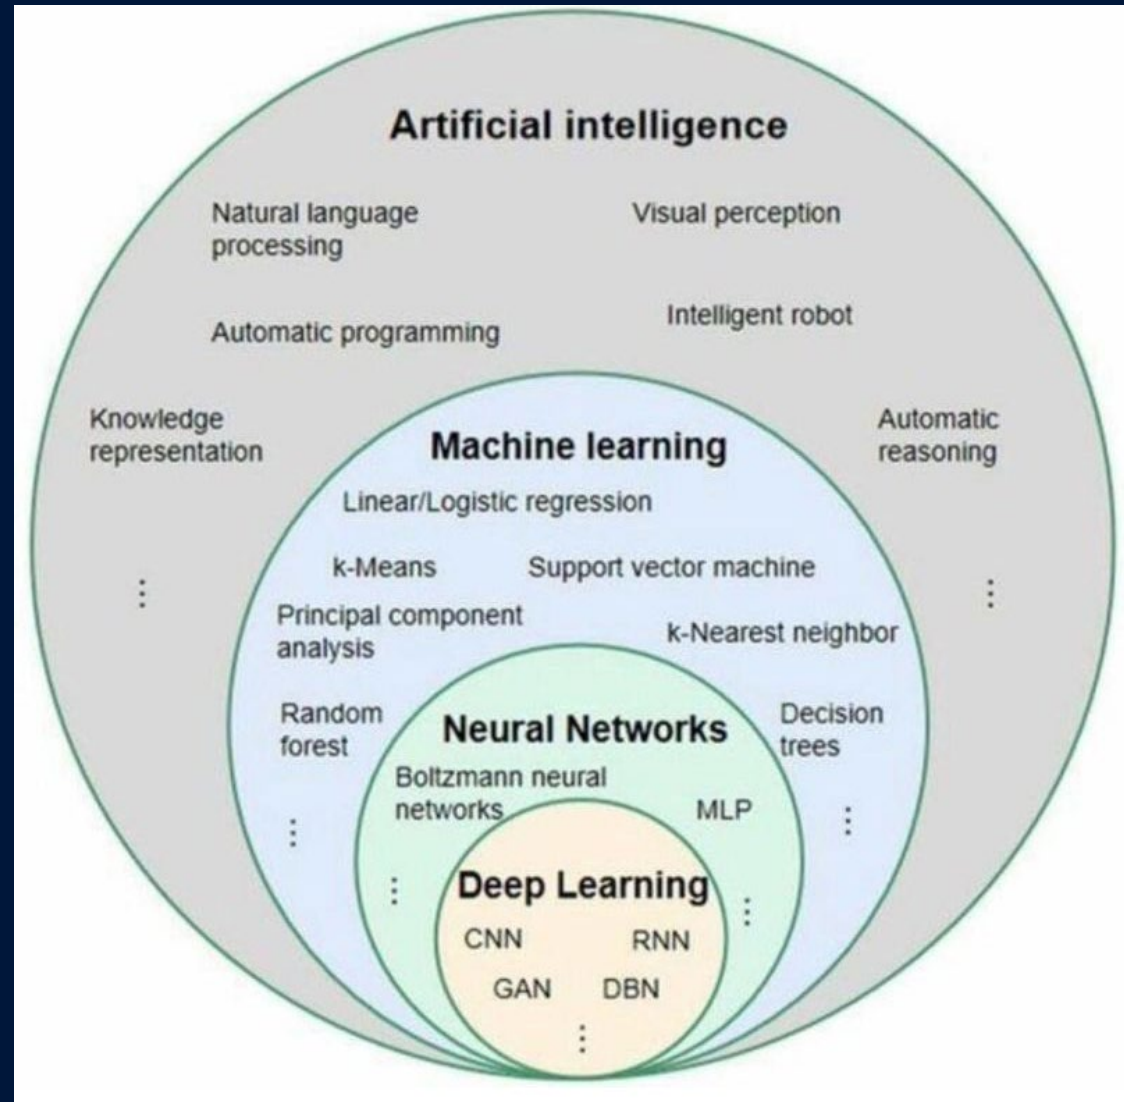 Artificial intelligence
Natural language
processing
Visual perception
Automatic programming
Intelligent robot
Knowledge
representation
Automatic
reasoning
Machine learning
Linear/Logistic regression
k-Means
Support vector machine
Principal component
analysis
k-Nearest neighbor
Random
forest
Decision
trees
Neural Networks
Boltzmann neural
networks
MLP
Deep Learning
CNN
RNN
GAN
DBN